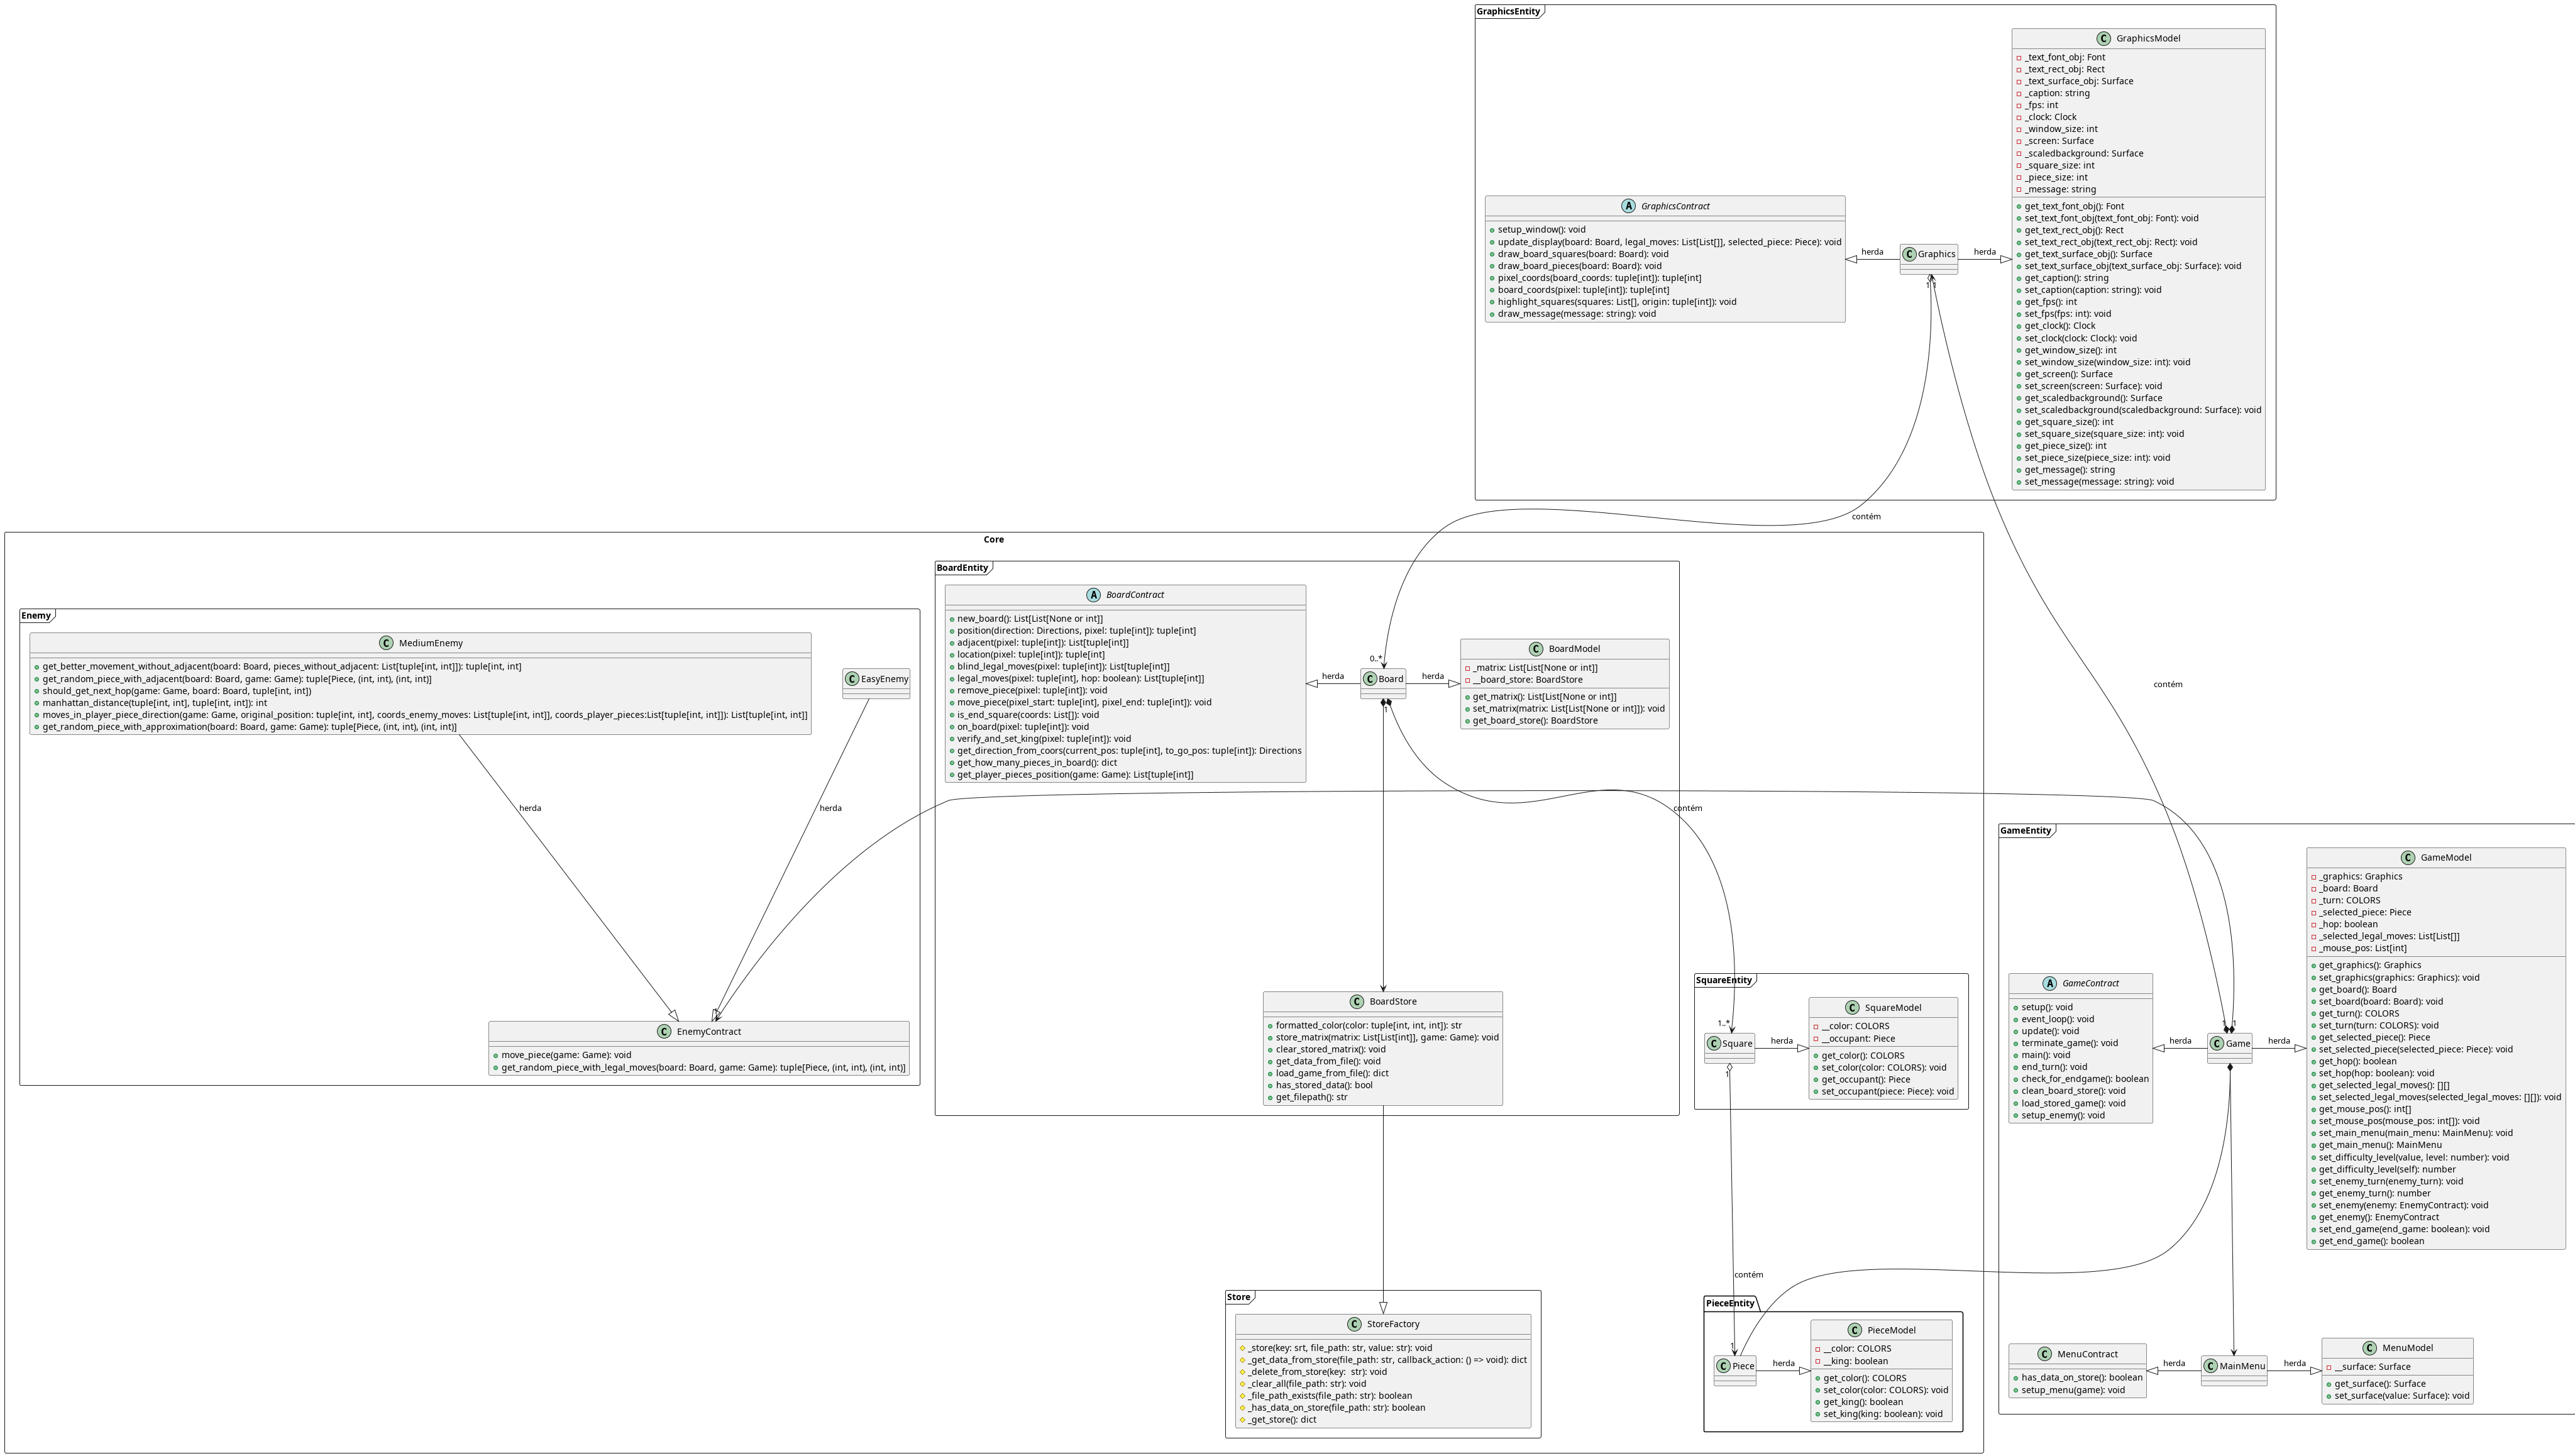 GraphicsEntity
GraphicsModel
_text_font_obj: Font
_text_rect_obj: Rect
_text_surface_obj: Surface
_caption: string
_fps: int
_clock: Clock
_window_size: int
_screen: Surface
_scaledbackground: Surface
_square_size: int
_piece_size: int
_message: string
get_text_font_obj(): Font
set_text_font_obj(text_font_obj: Font): void
get_text_rect_obj(): Rect
set_text_rect_obj(text_rect_obj: Rect): void
get_text_surface_obj(): Surface
set_text_surface_obj(text_surface_obj: Surface): void
get_caption(): string
set_caption(caption: string): void
get_fps(): int
set_fps(fps: int): void
get_clock(): Clock
set_clock(clock: Clock): void
get_window_size(): int
set_window_size(window_size: int): void
get_screen(): Surface
set_screen(screen: Surface): void
get_scaledbackground(): Surface
set_scaledbackground(scaledbackground: Surface): void
get_square_size(): int
set_square_size(square_size: int): void
get_piece_size(): int
set_piece_size(piece_size: int): void
get_message(): string
set_message(message: string): void
GraphicsContract
setup_window(): void
update_display(board: Board, legal_moves: List[List[]], selected_piece: Piece): void
draw_board_squares(board: Board): void
draw_board_pieces(board: Board): void
pixel_coords(board_coords: tuple[int]): tuple[int]
board_coords(pixel: tuple[int]): tuple[int]
highlight_squares(squares: List[], origin: tuple[int]): void
draw_message(message: string): void
herda
Graphics
herda
1
1
contém
Core
BoardEntity
BoardContract
new_board(): List[List[None or int]]
position(direction: Directions, pixel: tuple[int]): tuple[int]
adjacent(pixel: tuple[int]): List[tuple[int]]
location(pixel: tuple[int]): tuple[int]
blind_legal_moves(pixel: tuple[int]): List[tuple[int]]
legal_moves(pixel: tuple[int], hop: boolean): List[tuple[int]]
remove_piece(pixel: tuple[int]): void
move_piece(pixel_start: tuple[int], pixel_end: tuple[int]): void
is_end_square(coords: List[]): void
on_board(pixel: tuple[int]): void
verify_and_set_king(pixel: tuple[int]): void
get_direction_from_coors(current_pos: tuple[int], to_go_pos: tuple[int]): Directions
get_how_many_pieces_in_board(): dict
get_player_pieces_position(game: Game): List[tuple[int]]
herda
0..*
Board
1
herda
BoardModel
_matrix: List[List[None or int]]
__board_store: BoardStore
get_matrix(): List[List[None or int]]
set_matrix(matrix: List[List[None or int]]): void
get_board_store(): BoardStore
contém
Enemy
MediumEnemy
get_better_movement_without_adjacent(board: Board, pieces_without_adjacent: List[tuple[int, int]]): tuple[int, int]
get_random_piece_with_adjacent(board: Board, game: Game): tuple[Piece, (int, int), (int, int)]
should_get_next_hop(game: Game, board: Board, tuple[int, int])
manhattan_distance(tuple[int, int], tuple[int, int]): int
moves_in_player_piece_direction(game: Game, original_position: tuple[int, int], coords_enemy_moves: List[tuple[int, int]], coords_player_pieces:List[tuple[int, int]]): List[tuple[int, int]]
get_random_piece_with_approximation(board: Board, game: Game): tuple[Piece, (int, int), (int, int)]
EasyEnemy
herda
herda
contém
EnemyContract
move_piece(game: Game): void
get_random_piece_with_legal_moves(board: Board, game: Game): tuple[Piece, (int, int), (int, int)]
BoardStore
formatted_color(color: tuple[int, int, int]): str
store_matrix(matrix: List[List[int]], game: Game): void
clear_stored_matrix(): void
get_data_from_file(): void
load_game_from_file(): dict
has_stored_data(): bool
get_filepath(): str
SquareEntity
1..*
Square
1
herda
SquareModel
__color: COLORS
__occupant: Piece
get_color(): COLORS
set_color(color: COLORS): void
get_occupant(): Piece
set_occupant(piece: Piece): void
GameEntity
GameContract
setup(): void
event_loop(): void
update(): void
terminate_game(): void
main(): void
end_turn(): void
check_for_endgame(): boolean
clean_board_store(): void
load_stored_game(): void
setup_enemy(): void
herda
1
1
Game
herda
GameModel
_graphics: Graphics
_board: Board
_turn: COLORS
_selected_piece: Piece
_hop: boolean
_selected_legal_moves: List[List[]]
_mouse_pos: List[int]
get_graphics(): Graphics
set_graphics(graphics: Graphics): void
get_board(): Board
set_board(board: Board): void
get_turn(): COLORS
set_turn(turn: COLORS): void
get_selected_piece(): Piece
set_selected_piece(selected_piece: Piece): void
get_hop(): boolean
set_hop(hop: boolean): void
get_selected_legal_moves(): [][]
set_selected_legal_moves(selected_legal_moves: [][]): void
get_mouse_pos(): int[]
set_mouse_pos(mouse_pos: int[]): void
set_main_menu(main_menu: MainMenu): void
get_main_menu(): MainMenu
set_difficulty_level(value, level: number): void
get_difficulty_level(self): number
set_enemy_turn(enemy_turn): void
get_enemy_turn(): number
set_enemy(enemy: EnemyContract): void
get_enemy(): EnemyContract
set_end_game(end_game: boolean): void
get_end_game(): boolean
contém
Store
StoreFactory
_store(key: srt, file_path: str, value: str): void
_get_data_from_store(file_path: str, callback_action: () => void): dict
_delete_from_store(key:  str): void
_clear_all(file_path: str): void
_file_path_exists(file_path: str): boolean
_has_data_on_store(file_path: str): boolean
_get_store(): dict
PieceEntity
1
Piece
herda
PieceModel
__color: COLORS
__king: boolean
get_color(): COLORS
set_color(color: COLORS): void
get_king(): boolean
set_king(king: boolean): void
MenuContract
has_data_on_store(): boolean
setup_menu(game): void
herda
MainMenu
herda
MenuModel
__surface: Surface
get_surface(): Surface
set_surface(value: Surface): void